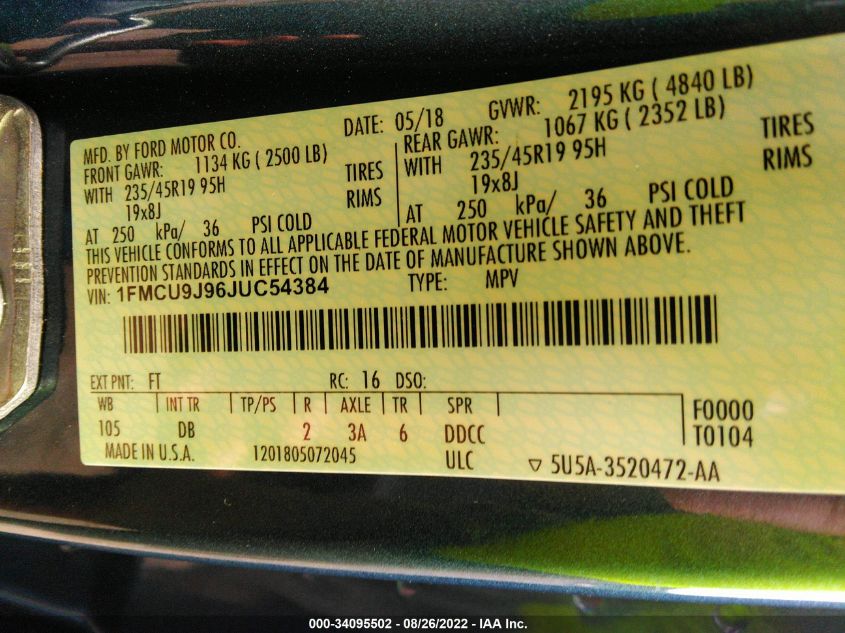 MFD. BY FORD MOTOR CO. DATE: 05/18 GVWR: 2195 KG ( 4840 LB)
FRONT GAWR: 1134 KG ( 2500 LB) REAR GAWR: 1067 KG ( 2352 LB)
WITH 235/45R19 95H TIRES WITH 235/45R19 95H TIRES
19x8J RIMS 19x8J RIMS
AT 250 kPa/ 36 PSI COLD AT 250 kPa/ 36 PSI COLD
THIS VEHICLE CONFORMS TO ALL APPLICABLE FEDERAL MOTOR VEHICLE SAFETY AND THEFT
PREVENTION STANDARDS IN EFFECT ON THE DATE OF MANUFACTURE SHOWN ABOVE.
VIN: 1FMCU9J96JUC54384 TYPE: MPV
EXT PNT: FT RC: 16 DSO:
WB INT TR TP/PS R AXLE TR SPR F0000
105 DB 2 3A 6 DDCC T0104
MADE IN U.S.A. 1201805072045 ULC ▽ 5U5A-3520472-AA
000-34095502 - 08/26/2022 - IAA Inc.